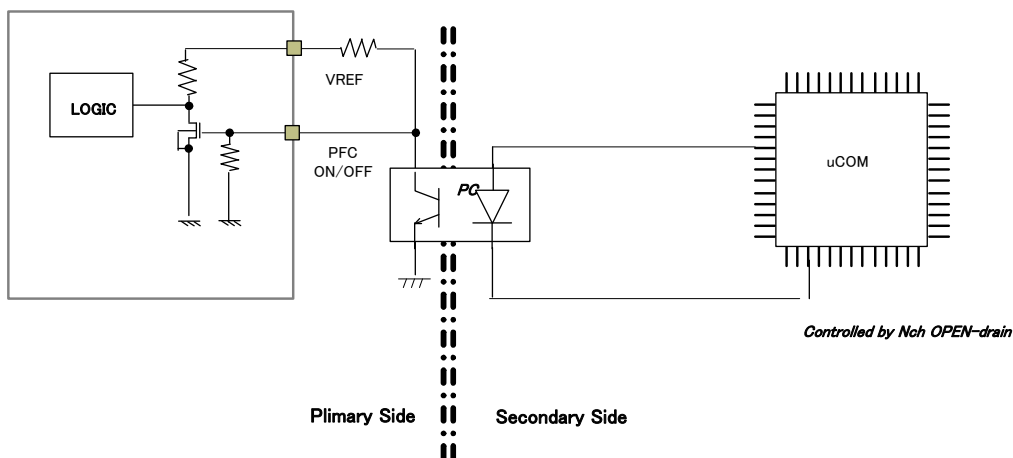 VREF
LOGIC
PFC
ON/OFF
PC
uCOM
Controlled by Nch OPEN-drain
Plimary Side
Secondary Side